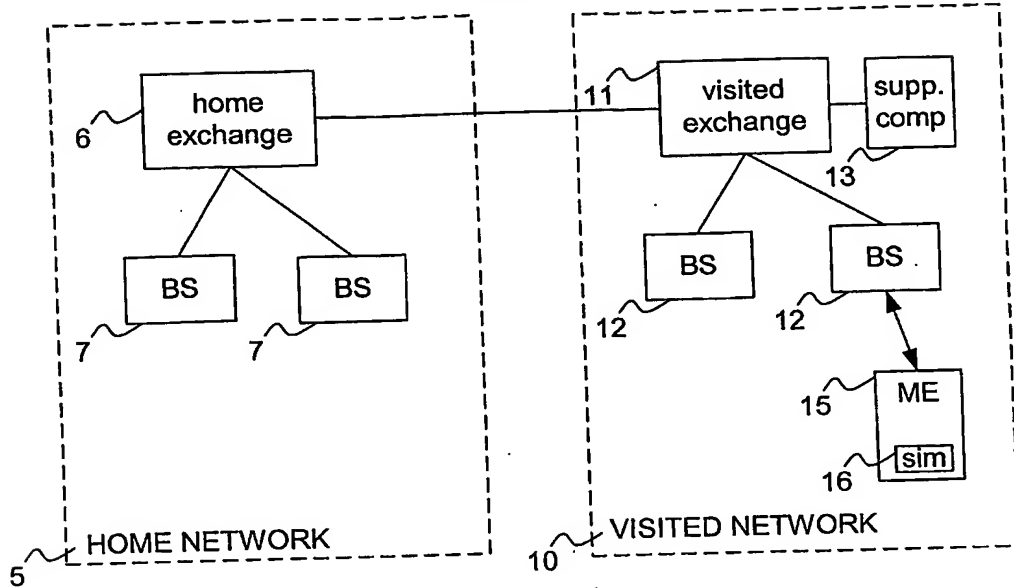 home
exchange
6
visited
exchange
11
supp.
comp
13
BS
7
BS
7
BS
12
BS
12
ME
15
sim
16
HOME NETWORK
5
VISITED NETWORK
10